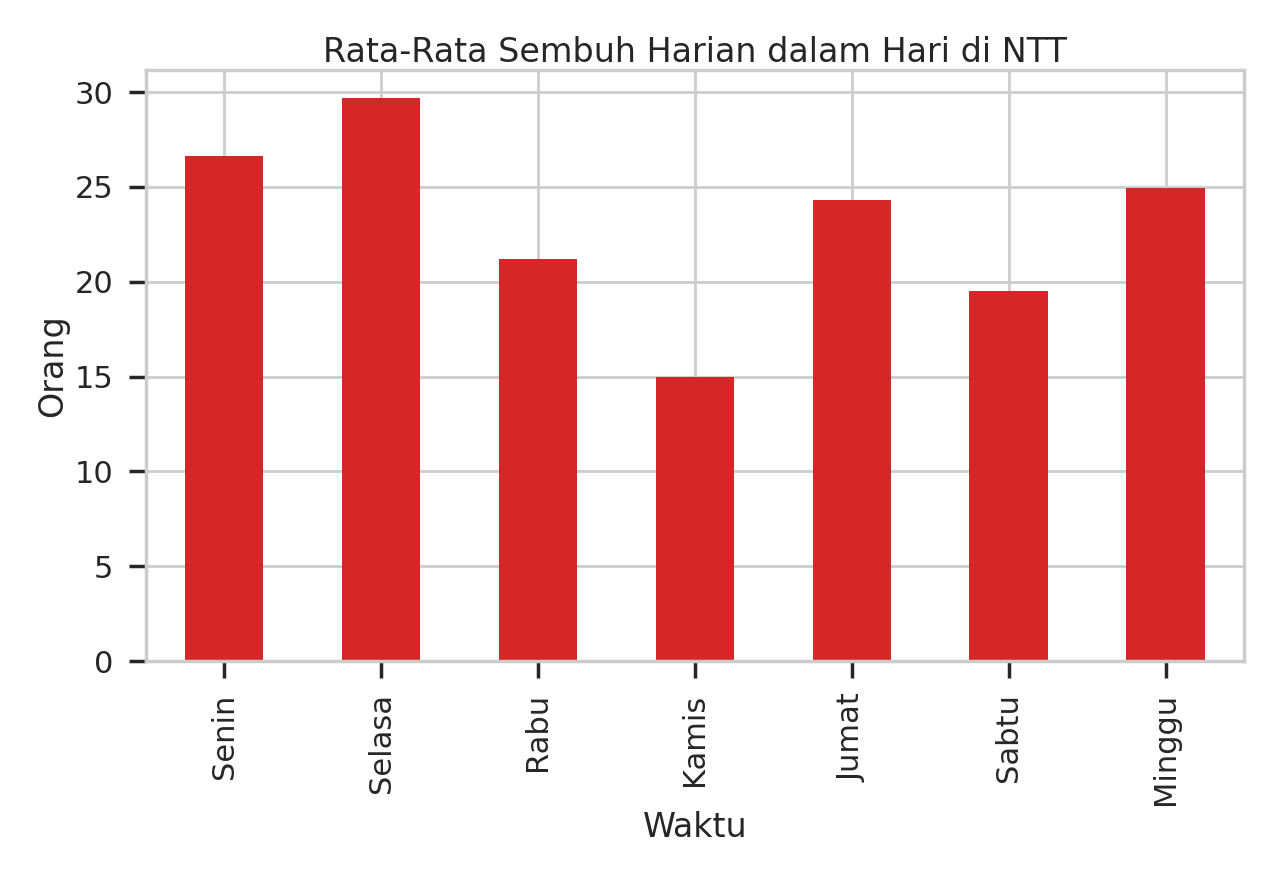 Rata-Rata Sembuh Harian dalam Hari di NTT
30
25
20
15
10
5
0
Orang
Senin
Selasa
Rabu
Kamis
Jumat
Sabtu
Minggu
Waktu